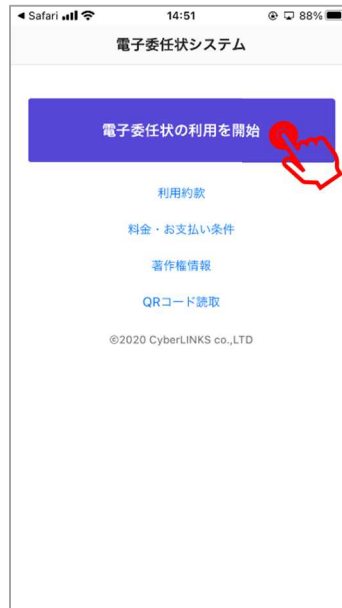 ◀ Safari 14:51 88%
電子委任状システム
電子委任状の利用を開始
利用約款
料金・お支払い条件
著作権情報
QRコード読取
©2020 CyberLINKS co.,LTD